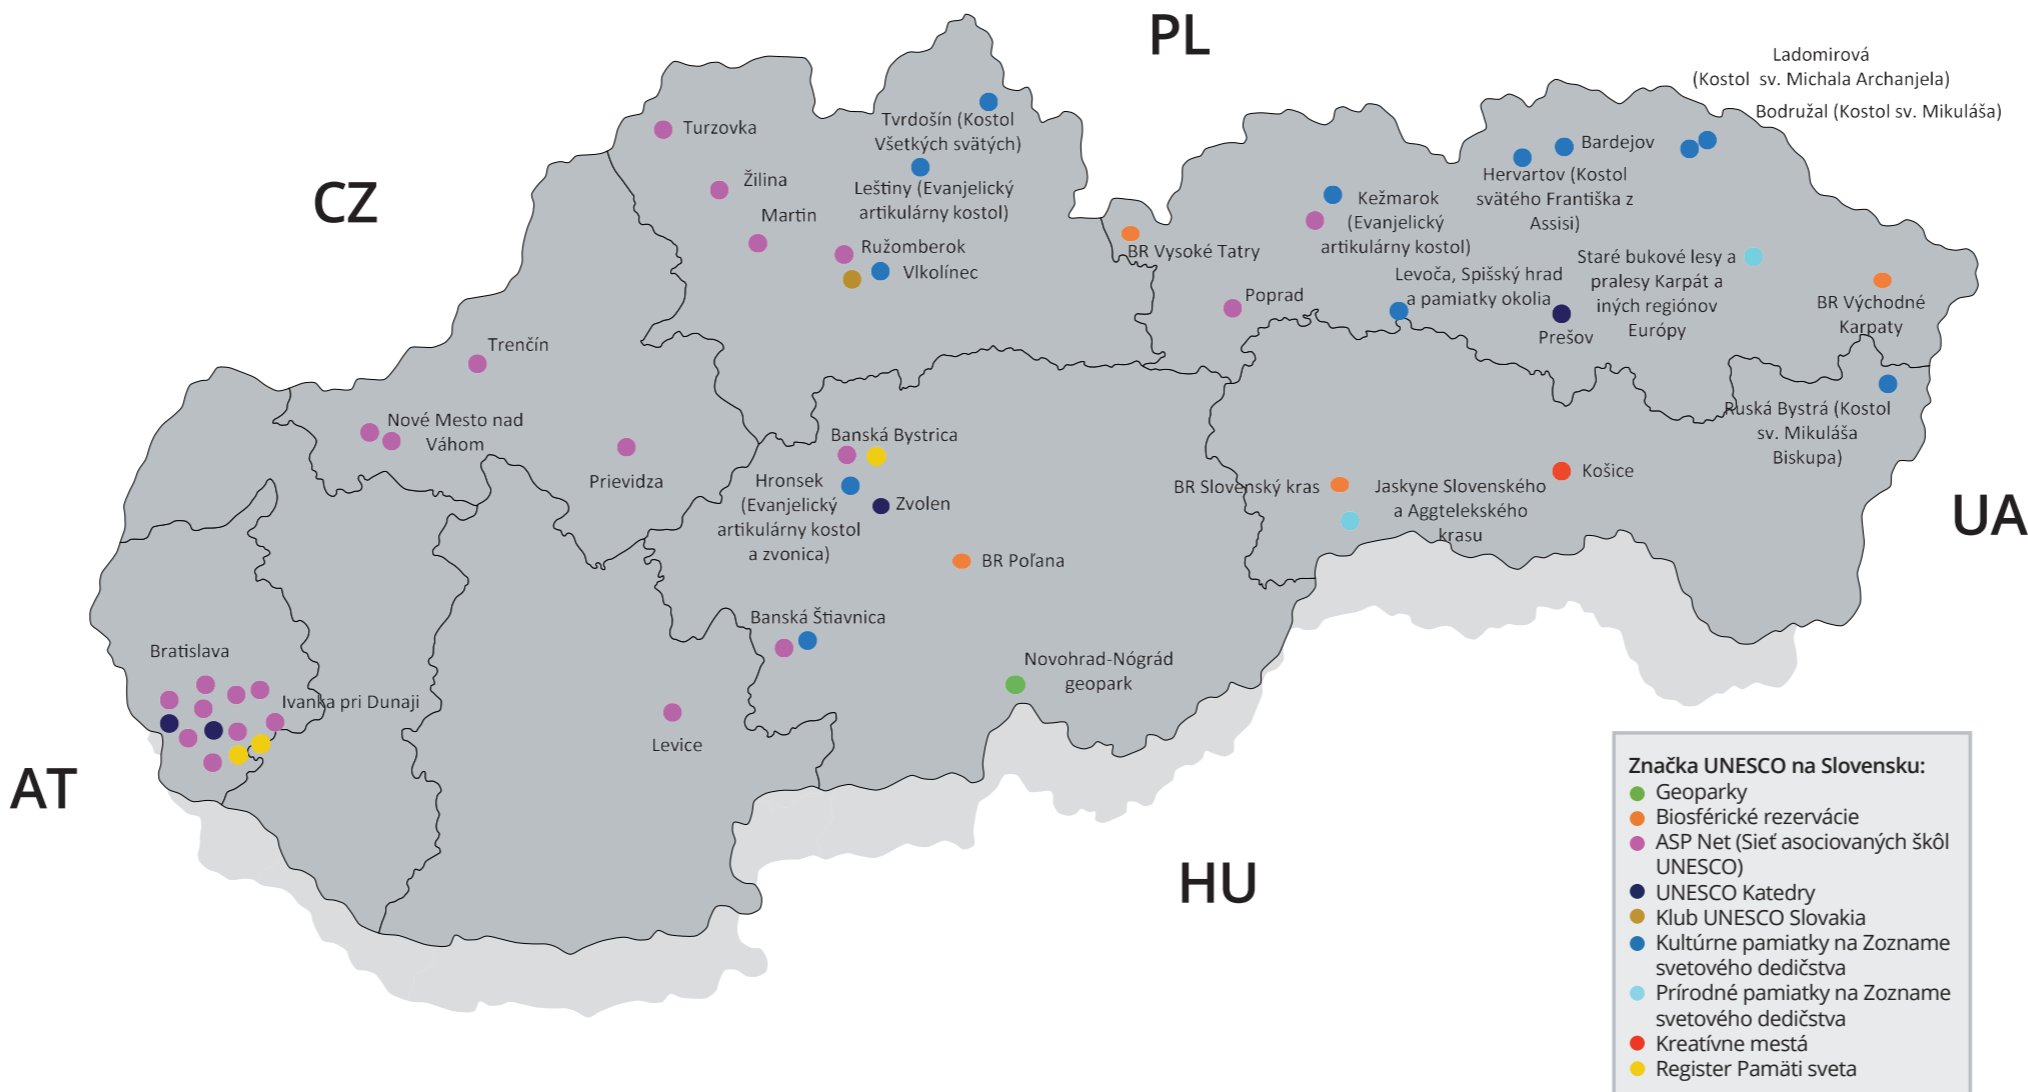 PL
Ladomirová
(Kostol sv. Michala Archanjela)
Bodružal (Kostol sv. Mikuláša)
Turzovka
Tvrdošín (Kostol
Všetkých svätých)
Bardejov
CZ
Žilina
Leštiny (Evanjelický
artikulárny kostol)
Hervartov (Kostol
svätého Františka z
Assisi)
Martin
Kežmarok
(Evanjelický
artikulárny kostol)
Ružomberok
Vlkolínec
BR Vysoké Tatry
Levoča, Spišský hrad
a pamiatky okolia
Staré bukové lesy a
pralesy Karpát a
iných regiónov
Európy
BR Východné
Karpaty
Poprad
Prešov
Trenčín
Nové Mesto nad
Váhom
Ruská Bystrá (Kostol
sv. Mikuláša
Biskupa)
Banská Bystrica
Prievidza
Hronsek
(Evanjelický
artikulárny kostol
a zvonica)
Zvolen
BR Slovenský kras
Jaskyne Slovenského
a Aggtelekského
krasu
Košice
UA
BR Poľana
Banská Štiavnica
Bratislava
Ivanka pri Dunaji
Novohrad-Nógrád
geopark
Levice
AT
HU
Značka UNESCO na Slovensku:
Geoparky
Biosférické rezervácie
ASP Net (Sieť asociovaných škôl
UNESCO)
UNESCO Katedry
Klub UNESCO Slovakia
Kultúrne pamiatky na Zozname
svetového dedičstva
Prírodné pamiatky na Zozname
svetového dedičstva
Kreatívne mestá
Register Pamäti sveta